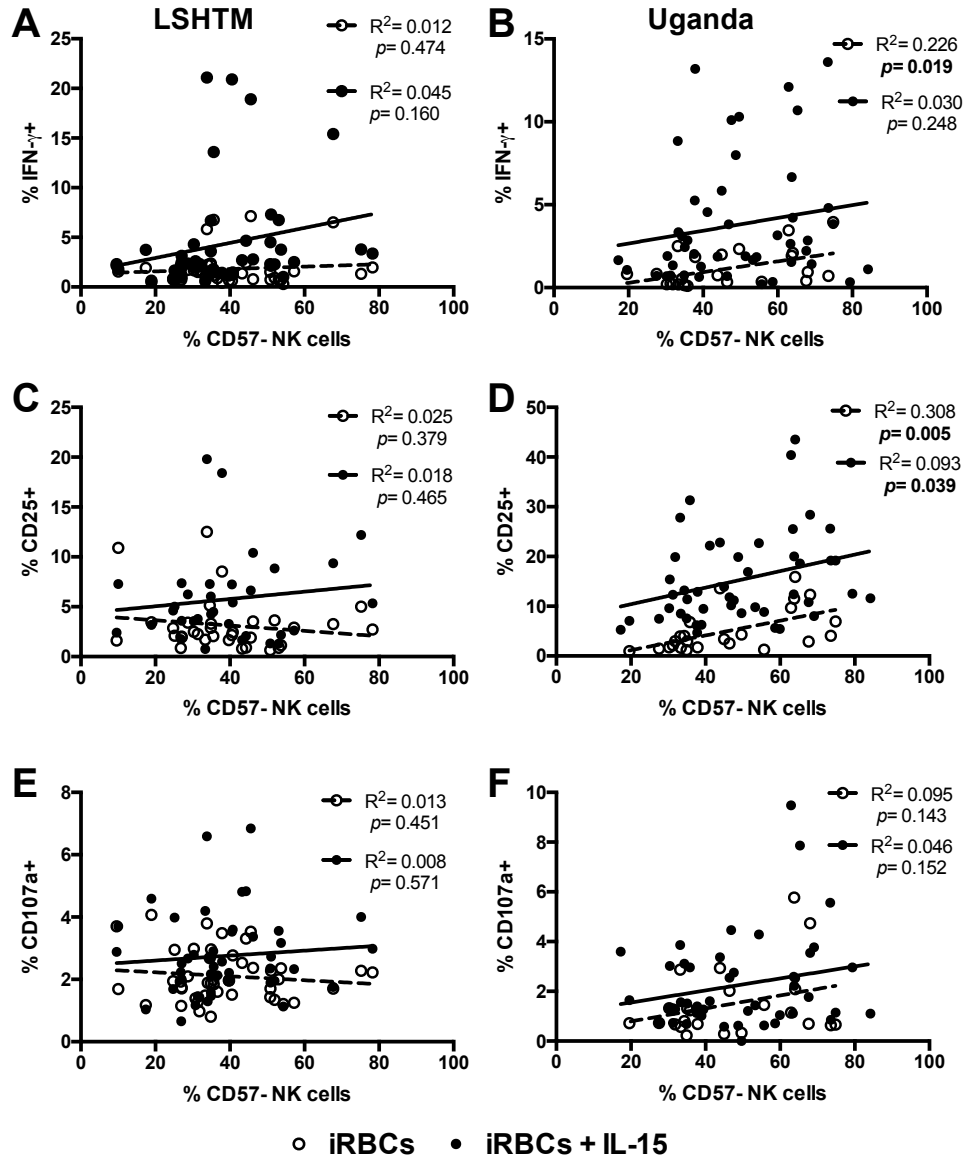 LSHTM
Uganda
A
R²= 0.012
p= 0.474
R²= 0.045
p= 0.160
% IFN-γ+
25
20
15
10
5
0
0 20 40 60 80 100
% CD57- NK cells
B
R²= 0.226
p= 0.019
R²= 0.030
p= 0.248
% IFN-γ+
15
10
5
0
0 20 40 60 80 100
% CD57- NK cells
C
R²= 0.025
p= 0.379
R²= 0.018
p= 0.465
% CD25+
25
20
15
10
5
0
0 20 40 60 80 100
% CD57- NK cells
D
R²= 0.308
p= 0.005
R²= 0.093
p= 0.039
% CD25+
50
40
30
20
10
0
0 20 40 60 80 100
% CD57- NK cells
E
R²= 0.013
p= 0.451
R²= 0.008
p= 0.571
% CD107a+
8
6
4
2
0
0 20 40 60 80 100
% CD57- NK cells
F
R²= 0.095
p= 0.143
R²= 0.046
p= 0.152
% CD107a+
10
8
6
4
2
0
0 20 40 60 80 100
% CD57- NK cells
iRBCs iRBCs + IL-15